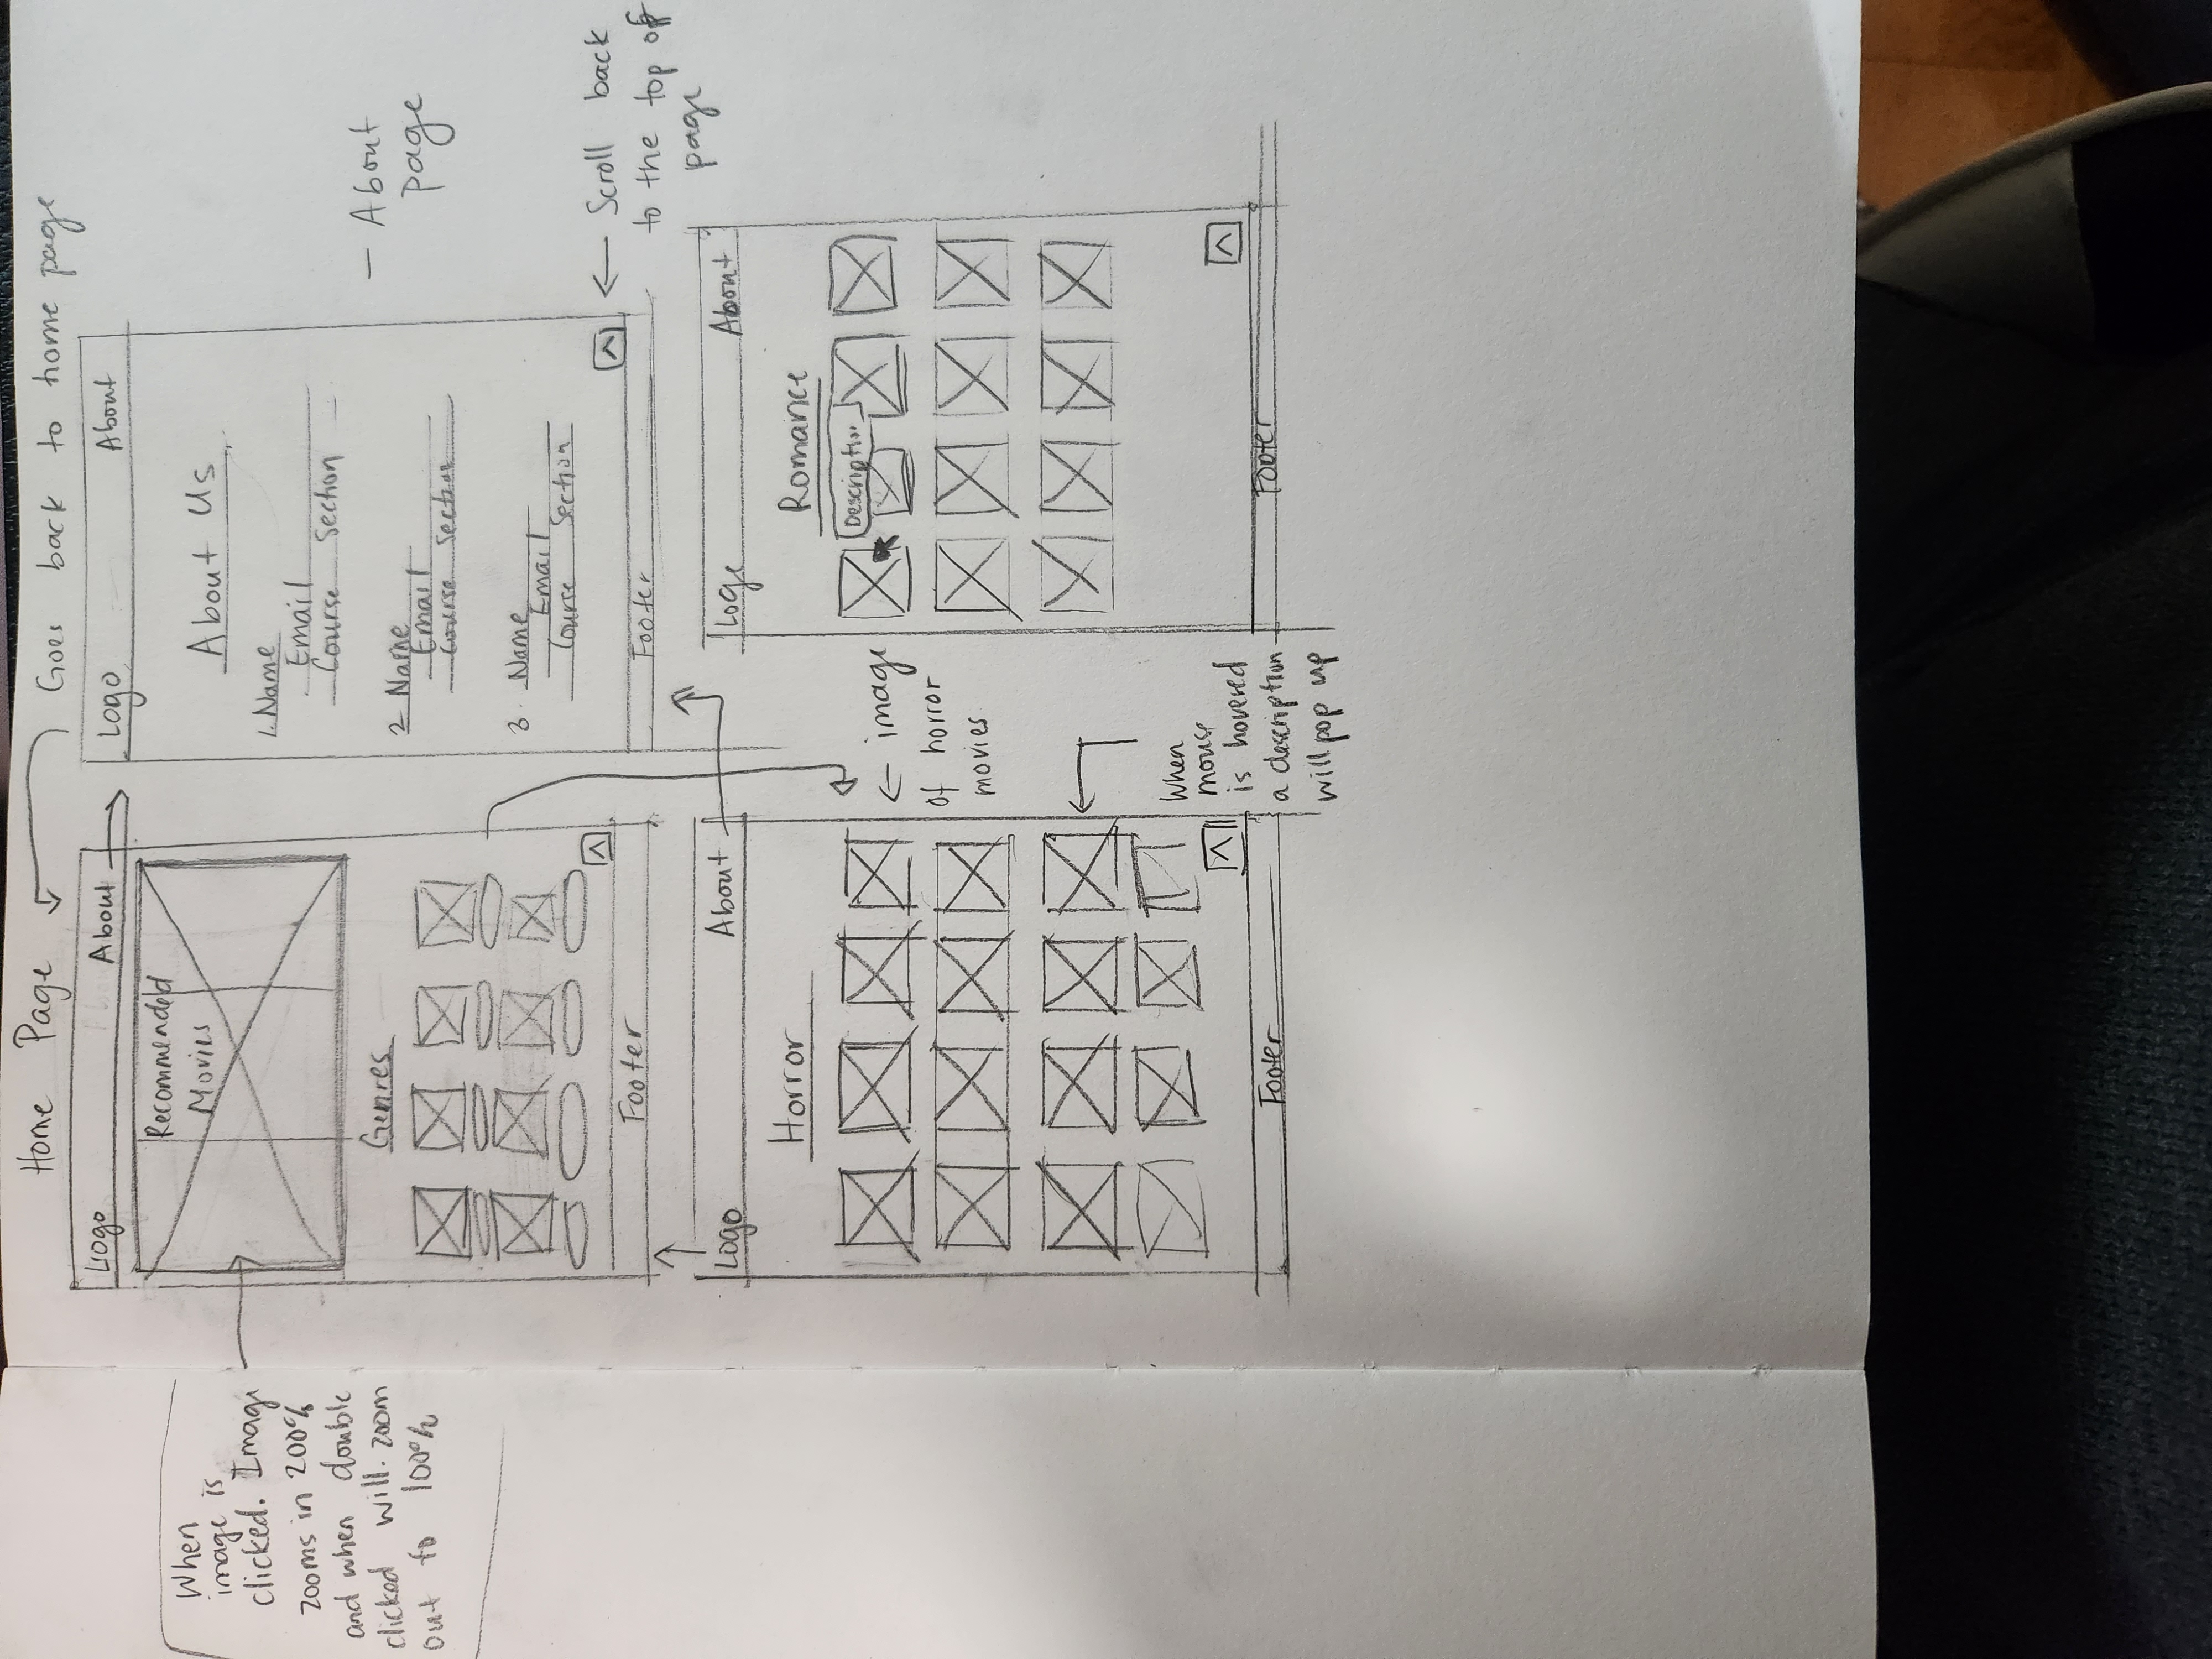 Home Page
Goes back to home page
Logo
About
Recommended
Movies
When
image is
clicked. Image
zooms in 200%
and when double
clicked will. zoom
out to 100%
Genres
Footer
Logo
About
About Us
1. Name
Email
Course Section
2 Name
Email
Course Section
3. Name
Email
Course Section
Footer
- About
page
Scroll back
to the top of
page
Logo
About
Horror
image
of horror
movies
When
mouse
is hovered
a description
will pop up
Footer
Logo
About
Romance
Description
Footer